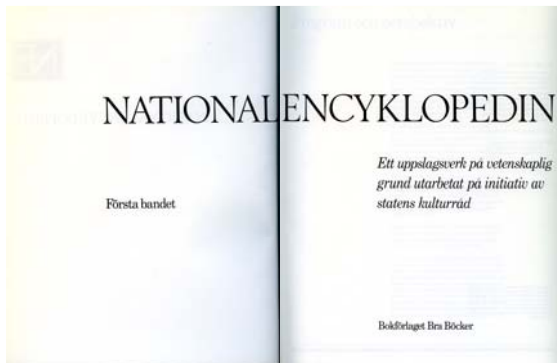 NATIONALENCYKLOPEDIN
Ett uppslagsverk på vetenskaplig
grund utarbetat på initiativ av
statens kulturråd
Första bandet
Bokförlaget Bra Böcker